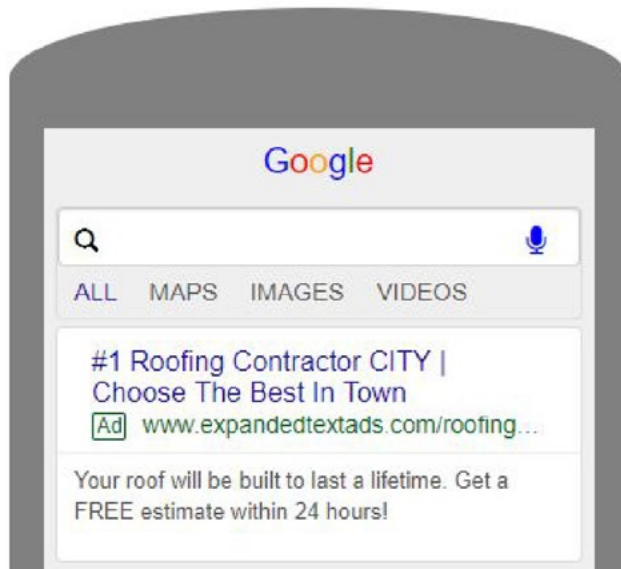 Google
ALL MAPS IMAGES VIDEOS
#1 Roofing Contractor CITY |
Choose The Best In Town
Ad www.expandedtextads.com/roofing...
Your roof will be built to last a lifetime. Get a
FREE estimate within 24 hours!